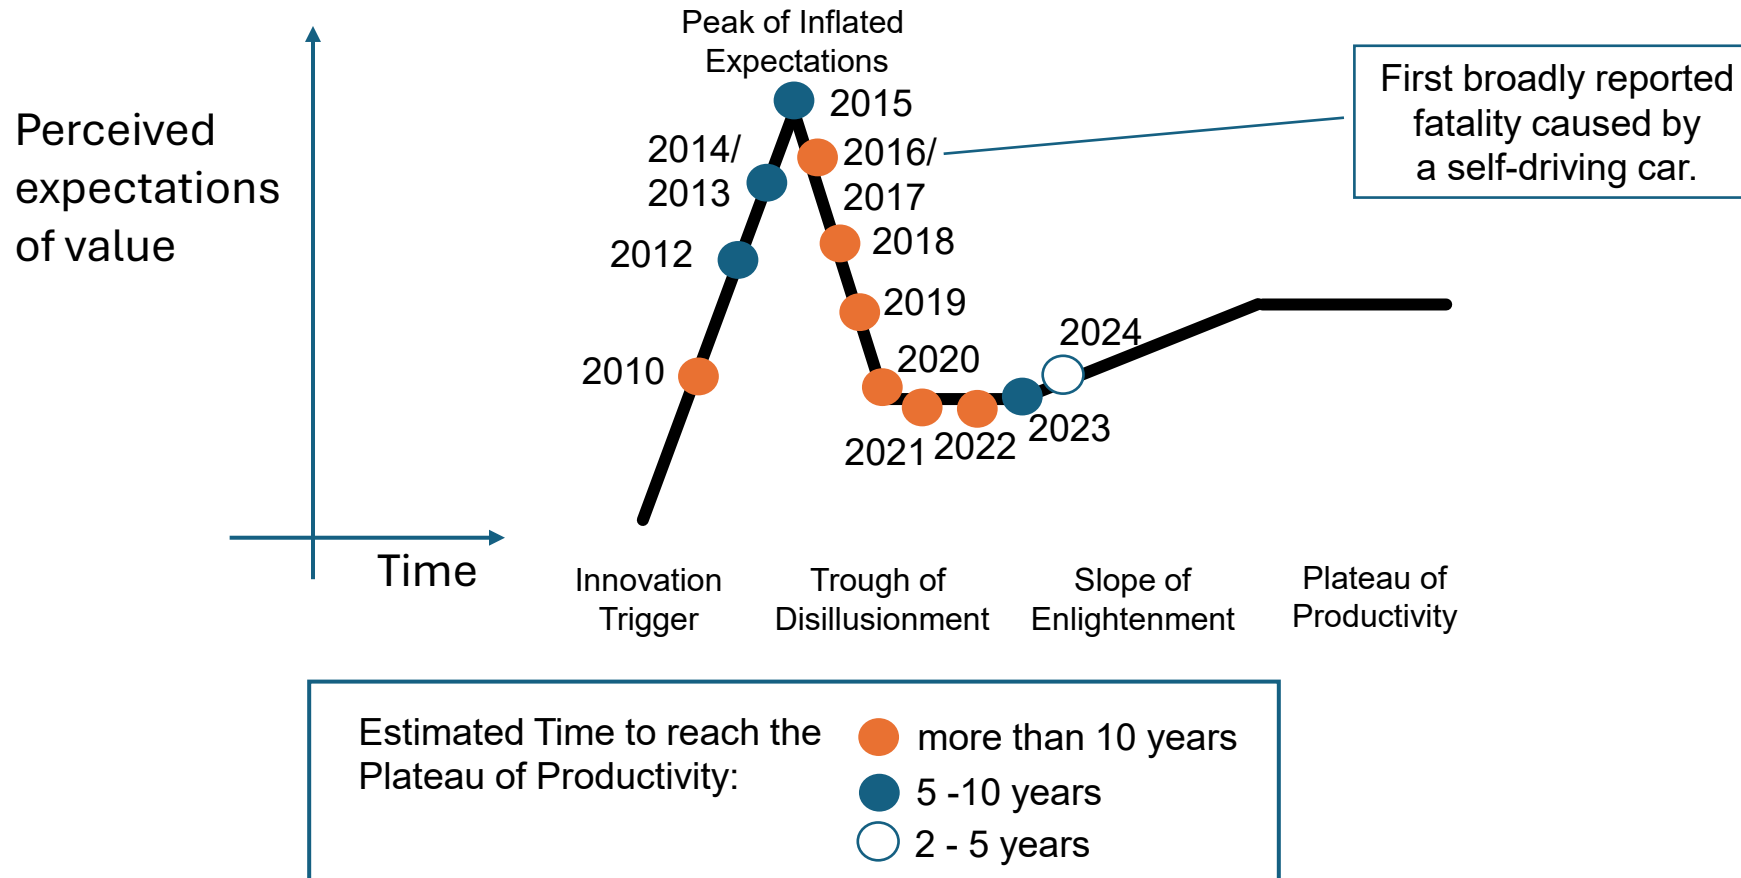 Peak of Inflated
Expectations
Perceived
expectations
of value
First broadly reported
fatality caused by
a self-driving car.
2015
2014/
2013
2016/
2017
2012
2018
2019
2010
2020
2024
2021
2022
2023
Time
Innovation
Trigger
Trough of
Disillusionment
Slope of
Enlightenment
Plateau of
Productivity
Estimated Time to reach the
Plateau of Productivity:
more than 10 years
5 -10 years
2 - 5 years